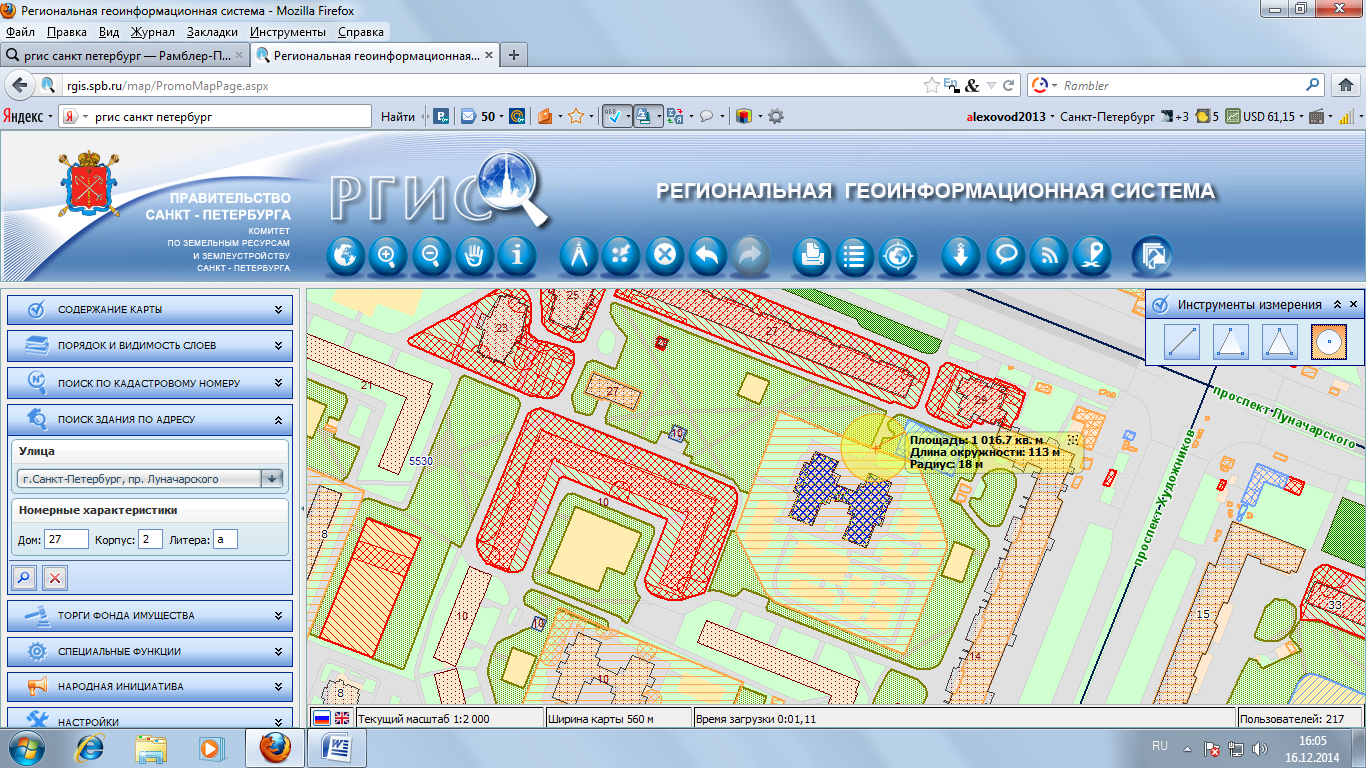 Региональная геоинформационная система - Mozilla Firefox
Файл Правка Вид Журнал Закладки Инструменты Справка
ргис санкт петербург — Рамблер-П...
Региональная геоинформационная...
rgis.spb.ru/map/PromoMapPage.aspx
Rambler
Яндекс
ргис санкт петербург
Найти
50
alexovod2013
Санкт-Петербург
+3
5
USD 61,15
ПРАВИТЕЛЬСТВО
САНКТ - ПЕТЕРБУРГА
КОМИТЕТ
ПО ЗЕМЕЛЬНЫМ РЕСУРСАМ
И ЗЕМЛЕУСТРОЙСТВУ
САНКТ - ПЕТЕРБУРГА
РГИС
РЕГИОНАЛЬНАЯ ГЕОИНФОРМАЦИОННАЯ СИСТЕМА
СОДЕРЖАНИЕ КАРТЫ
ПОРЯДОК И ВИДИМОСТЬ СЛОЕВ
ПОИСК ПО КАДАСТРОВОМУ НОМЕРУ
ПОИСК ЗДАНИЯ ПО АДРЕСУ
Улица
г.Санкт-Петербург, пр. Луначарского
Номерные характеристики
Дом: 27 Корпус: 2 Литера: а
ТОРГИ ФОНДА ИМУЩЕСТВА
СПЕЦИАЛЬНЫЕ ФУНКЦИИ
НАРОДНАЯ ИНИЦИАТИВА
НАСТРОЙКИ
Инструменты измерения
23
25
27
29
21
27
10
5530
10
8
10
10
10
8
14
15
33
проспект Луначарского
проспект Художников
Площадь: 1 016.7 кв. м
Длина окружности: 113 м
Радиус: 18 м
Текущий масштаб 1:2 000
Ширина карты 560 м
Время загрузки 0:01,11
Пользователей: 217
RU
16:05
16.12.2014